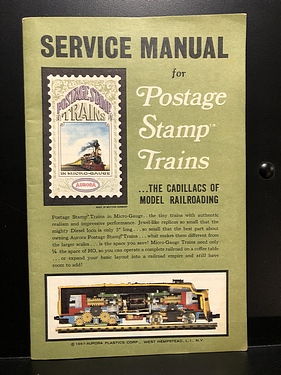 SERVICE MANUAL
for
Postage
Stamp™
Trains
POSTAGE STAMP
TRAINS
IN MICRO-GAUGE
AURORA
...THE CADILLACS OF
MODEL RAILROADING
Postage Stamp Trains in Micro-Gauge... the tiny trains with authentic
realism and impressive performance. Jewel-like replicas so small that the
mighty Diesel loco is only 5" long... so small that the best part about
owning Aurora Postage Stamp Trains... what makes them different from
the larger scales... is the space you save! Micro-Gauge Trains need only
¼ the space of HO, so you can operate a complete railroad on a coffee table
... or expand your basic layout into a railroad empire and still have
room to add!
© 1967 AURORA PLASTICS CORP., WEST HEMPSTEAD, L.I., N.Y.